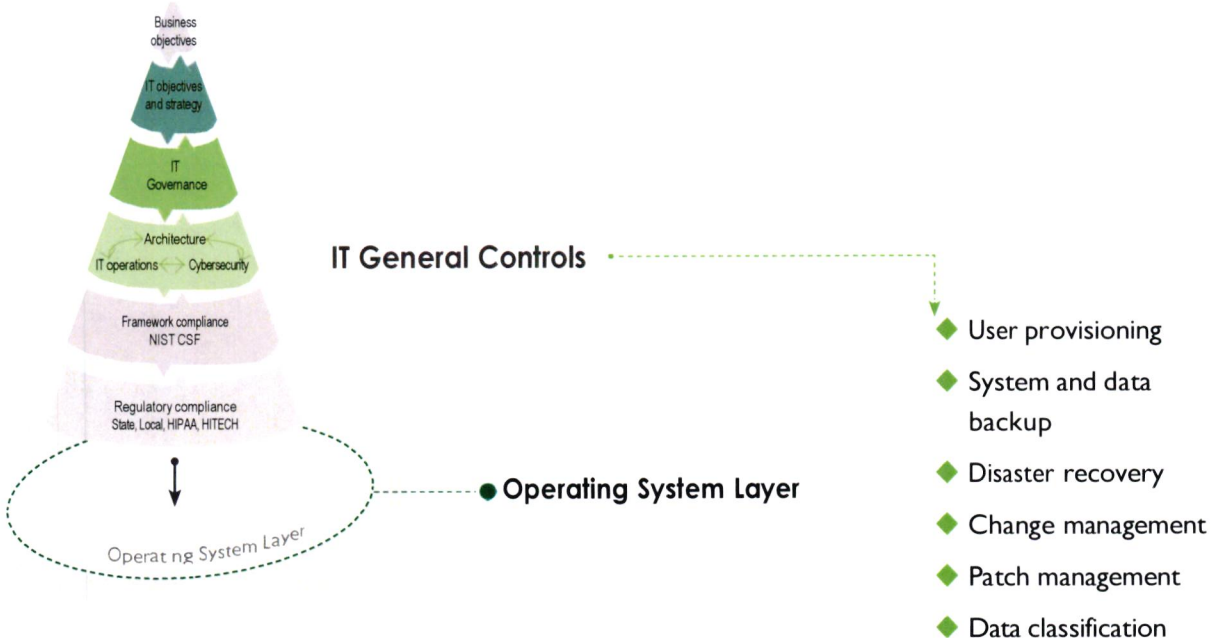 Business
objectives
IT objectives
and strategy
IT
Governance
Architecture
IT operations
Cybersecurity
Framework compliance
NIST CSF
Regulatory compliance
State, Local, HIPAA, HITECH
Operat ng System Layer
IT General Controls
Operating System Layer
User provisioning
System and data
backup
Disaster recovery
Change management
Patch management
Data classification